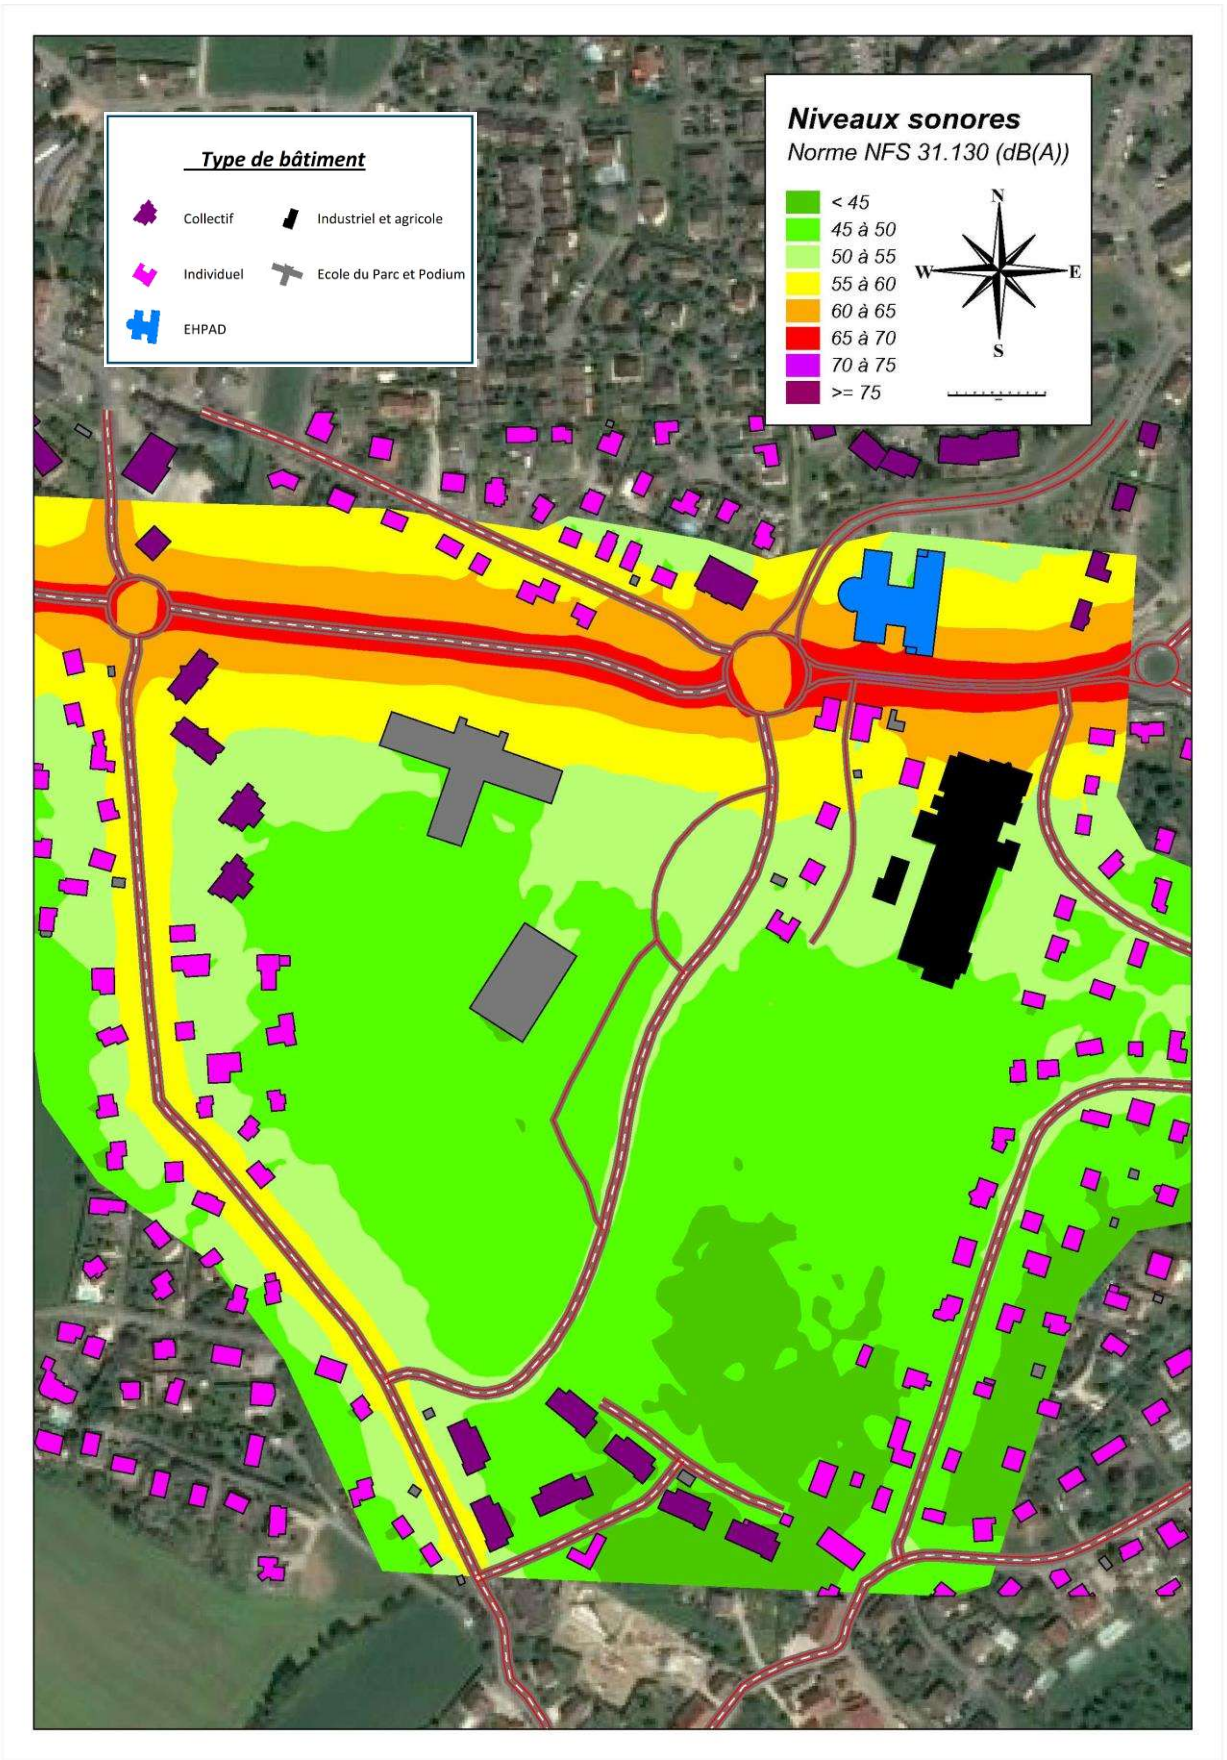 Type de bâtiment
Collectif
Industriel et agricole
Individuel
Ecole du Parc et Podium
EHPAD
Niveaux sonores
Norme NFS 31.130 (dB(A))
< 45
45 à 50
50 à 55
55 à 60
60 à 65
65 à 70
70 à 75
>= 75
N
W
E
S